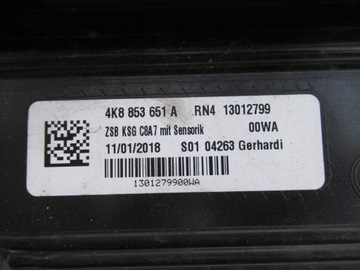 4K8 853 651 A RN4 13012799
ZSB KSG C8A7 mit Sensorik 00WA
11/01/2018 S01 04263 Gerhardi
1301279900WA